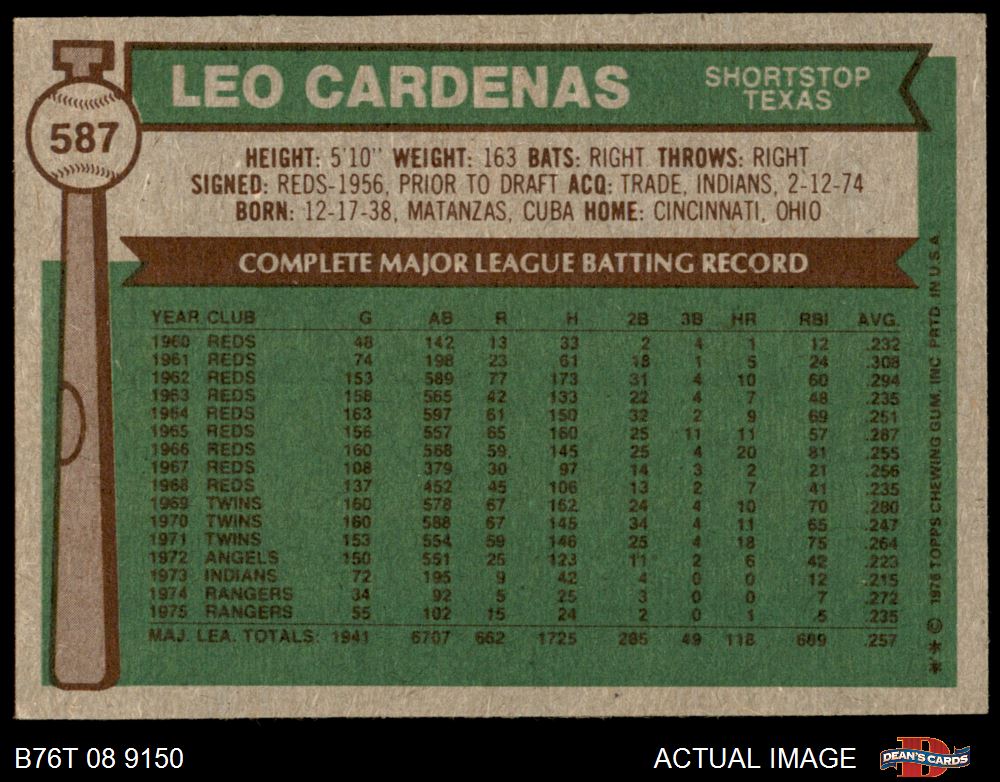 LEO CARDENAS
SHORTSTOP
TEXAS
587
HEIGHT: 5'10" WEIGHT: 163 BATS: RIGHT THROWS: RIGHT
SIGNED: REDS-1956, PRIOR TO DRAFT ACQ: TRADE, INDIANS, 2-12-74
BORN: 12-17-38, MATANZAS, CUBA HOME: CINCINNATI, OHIO
COMPLETE MAJOR LEAGUE BATTING RECORD
YEAR CLUB G AB R H 2B 3B HR RBI AVG.
1960 REDS 48 142 13 33 2 4 1 12 .232
1961 REDS 74 198 23 61 18 1 5 24 .308
1962 REDS 153 589 77 173 31 4 10 60 .294
1963 REDS 158 565 42 133 22 4 7 48 .235
1964 REDS 163 597 61 150 32 2 9 69 .251
1965 REDS 156 557 65 160 25 11 11 57 .287
1966 REDS 160 568 59 145 25 4 20 81 .255
1967 REDS 108 379 30 97 14 3 2 21 .256
1968 REDS 137 452 45 106 13 2 7 41 .235
1969 TWINS 160 578 67 162 24 4 10 70 .280
1970 TWINS 160 588 67 145 34 4 11 65 .247
1971 TWINS 153 554 59 146 25 4 18 75 .264
1972 ANGELS 150 551 25 123 11 2 6 42 .223
1973 INDIANS 72 195 9 42 4 0 0 12 .215
1974 RANGERS 34 92 5 25 3 0 0 7 .272
1975 RANGERS 55 102 15 24 2 0 1 5 .235
MAJ. LEA. TOTALS: 1941 6707 662 1725 285 49 118 689 .257
** © 1976 TOPPS CHEWING GUM, INC. PRTD. IN U.S.A.
B76T 08 9150
ACTUAL IMAGE
DEAN'S CARDS